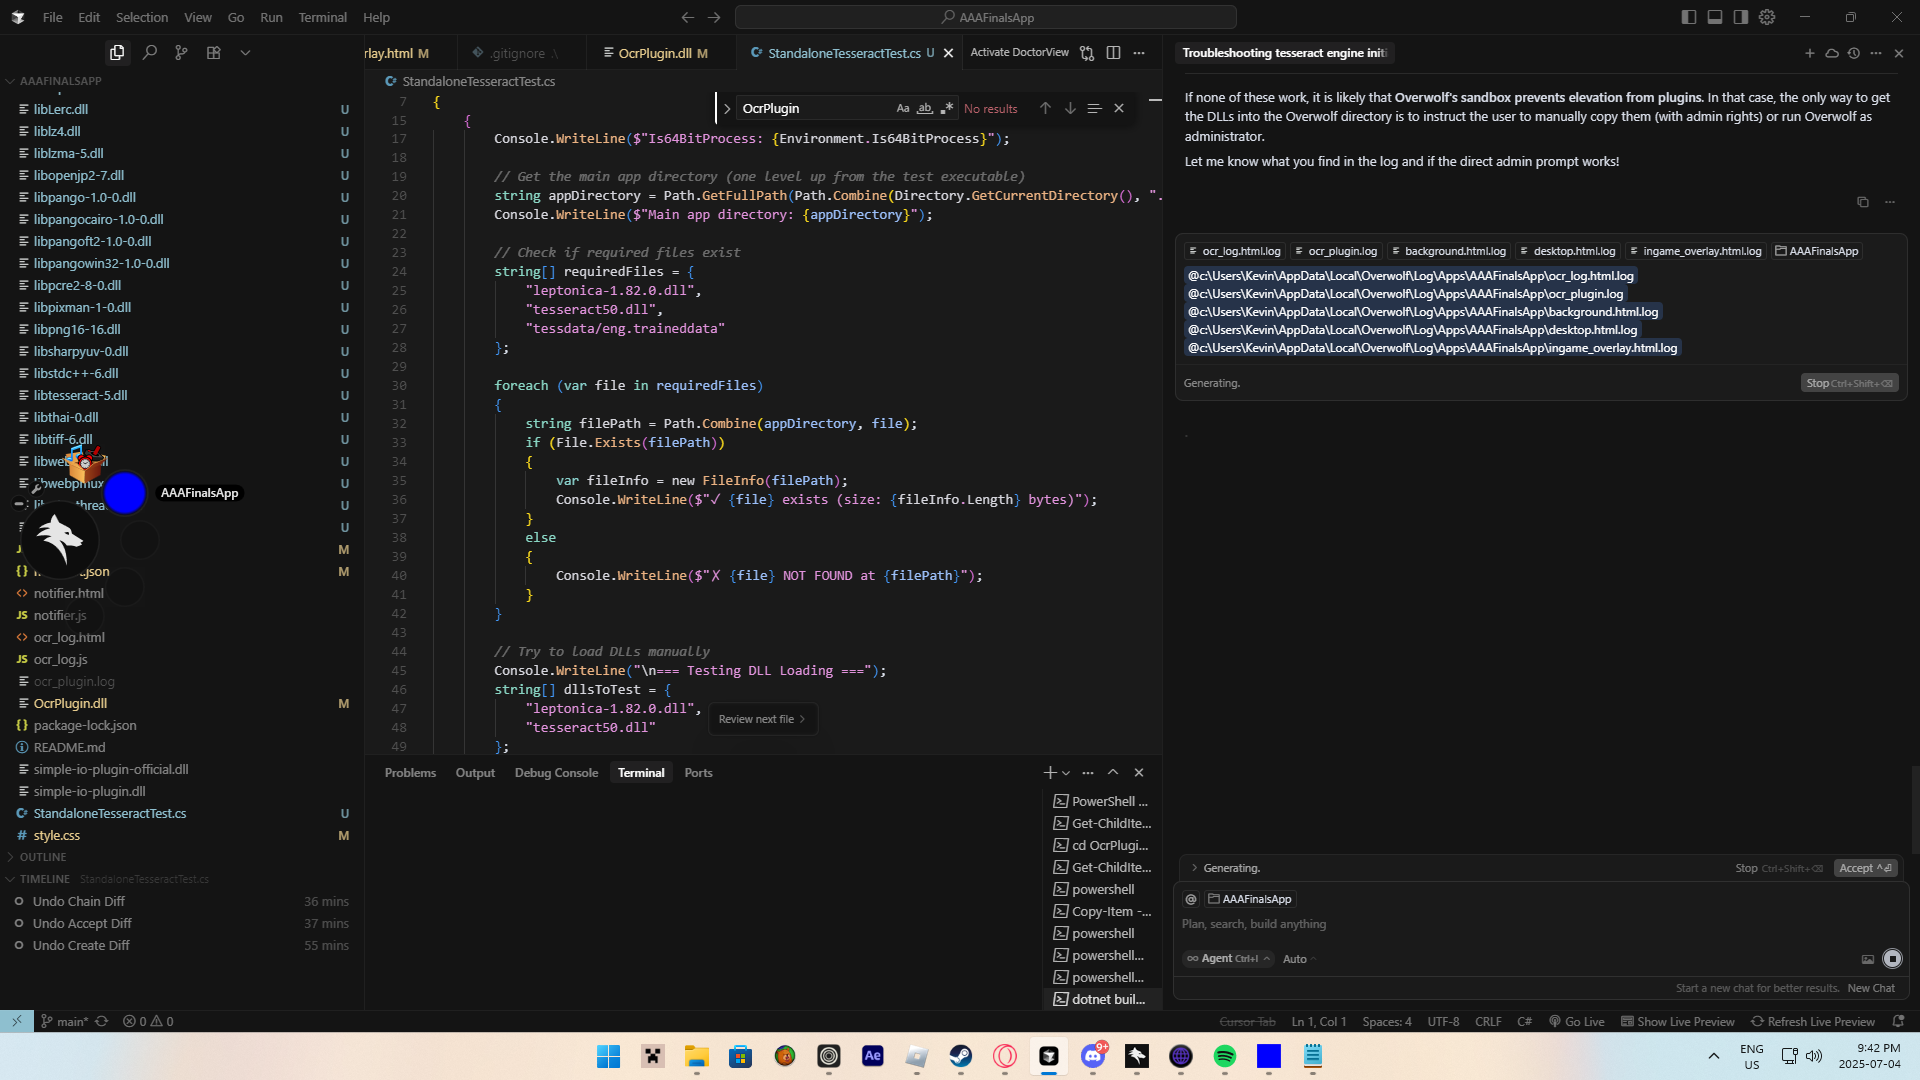 File Edit Selection View Go Run Terminal Help
AAAFinalsApp
AAAFINALSAPP
libLerc.dll U
liblz4.dll U
liblzma-5.dll U
libopenjp2-7.dll U
libpango-1.0-0.dll U
libpangocairo-1.0-0.dll U
libpangoft2-1.0-0.dll U
libpangowin32-1.0-0.dll U
libpcre2-8-0.dll U
libpixman-1-0.dll U
libpng16-16.dll U
libsharpyuv-0.dll U
libstdc++-6.dll U
libtesseract-5.dll U
libthai-0.dll U
libtiff-6.dll U
U
libwebpmux U
U
AAAFinalsApp
U
M
M
notifier.html
JS notifier.js
ocr_log.html
JS ocr_log.js
ocr_plugin.log
OcrPlugin.dll M
{} package-lock.json
README.md
simple-io-plugin-official.dll
simple-io-plugin.dll
StandaloneTesseractTest.cs U
# style.css M
OUTLINE
TIMELINE StandaloneTesseractTest.cs
Undo Chain Diff 36 mins
Undo Accept Diff 37 mins
Undo Create Diff 55 mins
rlay.html M
.gitignore .\
OcrPlugin.dll M
StandaloneTesseractTest.cs U
Activate DoctorView
StandaloneTesseractTest.cs
OcrPlugin Aa ab No results
7 {
15 {
17 Console.WriteLine($"Is64BitProcess: {Environment.Is64BitProcess}");
18
19 // Get the main app directory (one level up from the test executable)
20 string appDirectory = Path.GetFullPath(Path.Combine(Directory.GetCurrentDirectory(), ".
21 Console.WriteLine($"Main app directory: {appDirectory}");
22
23 // Check if required files exist
24 string[] requiredFiles = {
25 "leptonica-1.82.0.dll",
26 "tesseract50.dll",
27 "tessdata/eng.traineddata"
28 };
29
30 foreach (var file in requiredFiles)
31 {
32 string filePath = Path.Combine(appDirectory, file);
33 if (File.Exists(filePath))
34 {
35 var fileInfo = new FileInfo(filePath);
36 Console.WriteLine($"✓ {file} exists (size: {fileInfo.Length} bytes)");
37 }
38 else
39 {
40 Console.WriteLine($"✗ {file} NOT FOUND at {filePath}");
41 }
42 }
43
44 // Try to load DLLs manually
45 Console.WriteLine("\n=== Testing DLL Loading ===");
46 string[] dllsToTest = {
47 "leptonica-1.82.0.dll",
48 "tesseract50.dll"
49 };
Review next file
Problems Output Debug Console Terminal Ports
PowerShell ...
Get-ChildIte...
cd OcrPlugi...
Get-ChildIte...
powershell
Copy-Item -...
powershell
powershell...
powershell...
dotnet buil...
Troubleshooting tesseract engine initi
If none of these work, it is likely that Overwolf's sandbox prevents elevation from plugins. In that case, the only way to get
the DLLs into the Overwolf directory is to instruct the user to manually copy them (with admin rights) or run Overwolf as
administrator.
Let me know what you find in the log and if the direct admin prompt works!
ocr_log.html.log ocr_plugin.log background.html.log desktop.html.log ingame_overlay.html.log AAAFinalsApp
@c:\Users\Kevin\AppData\Local\Overwolf\Log\Apps\AAAFinalsApp\ocr_log.html.log
@c:\Users\Kevin\AppData\Local\Overwolf\Log\Apps\AAAFinalsApp\ocr_plugin.log
@c:\Users\Kevin\AppData\Local\Overwolf\Log\Apps\AAAFinalsApp\background.html.log
@c:\Users\Kevin\AppData\Local\Overwolf\Log\Apps\AAAFinalsApp\desktop.html.log
@c:\Users\Kevin\AppData\Local\Overwolf\Log\Apps\AAAFinalsApp\ingame_overlay.html.log
Generating. Stop Ctrl+Shift+⌫
Generating. Stop Ctrl+Shift+⌫ Accept ^⏎
@ AAAFinalsApp
Plan, search, build anything
∞ Agent Ctrl+I Auto
Start a new chat for better results. New Chat
main* 0 0
Cursor Tab Ln 1, Col 1 Spaces: 4 UTF-8 CRLF C# Go Live Show Live Preview Refresh Live Preview
Ae 9+
ENG
US
9:42 PM
2025-07-04